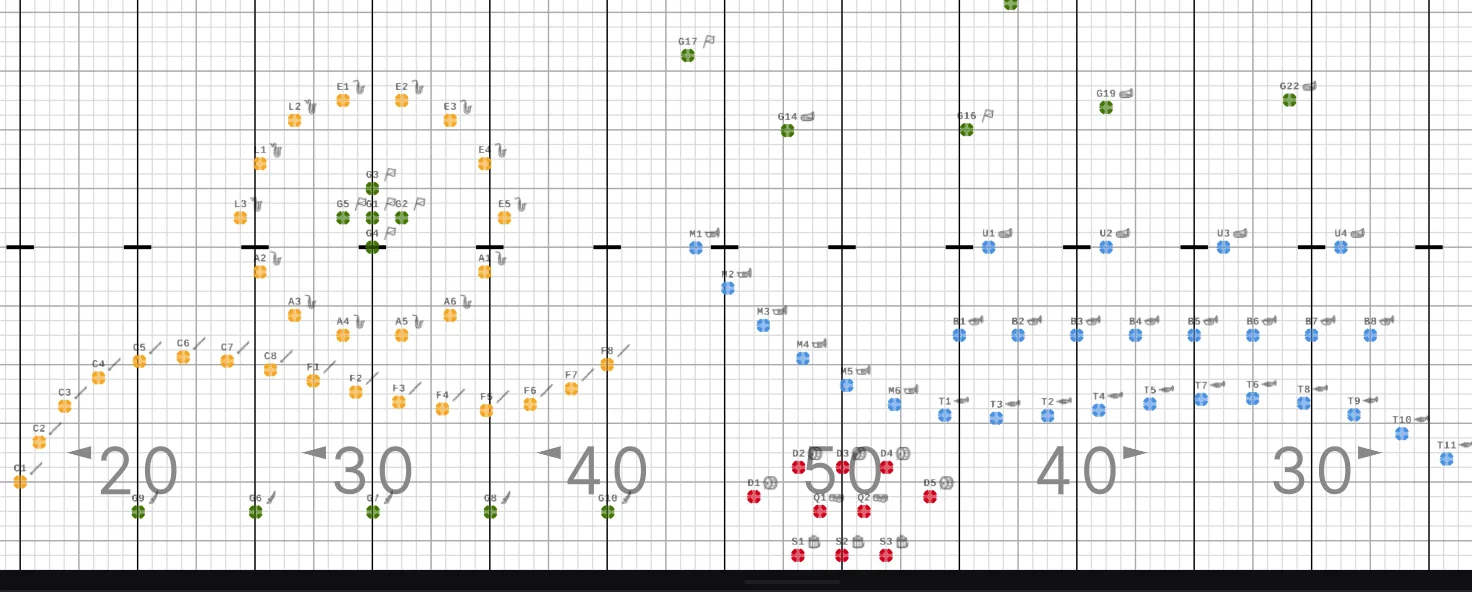 G17
E1 E2 G19 G22
L2 E3 G14 G16
L1 E4
G3
L3 G5 G1 G2 E5
G4 M1 U1 U2 U3 U4
A2 A1 M2
A3 A6 M3
A4 A5 B1 B2 B3 B4 B5 B6 B7 B8
C5 C6 C7 F8 M4
C4 C8 F1 F7 M5
C3 F2 F3 F4 F5 F6 M6 T1 T3 T2 T4 T5 T7 T6 T8 T9
C2 T10
◄20 ◄30 ◄40 50 40► 30►
C1 D2 D3 D4 T11
G9 G6 G7 G8 G10 D1 Q1 Q2 D5
S1 S2 S3